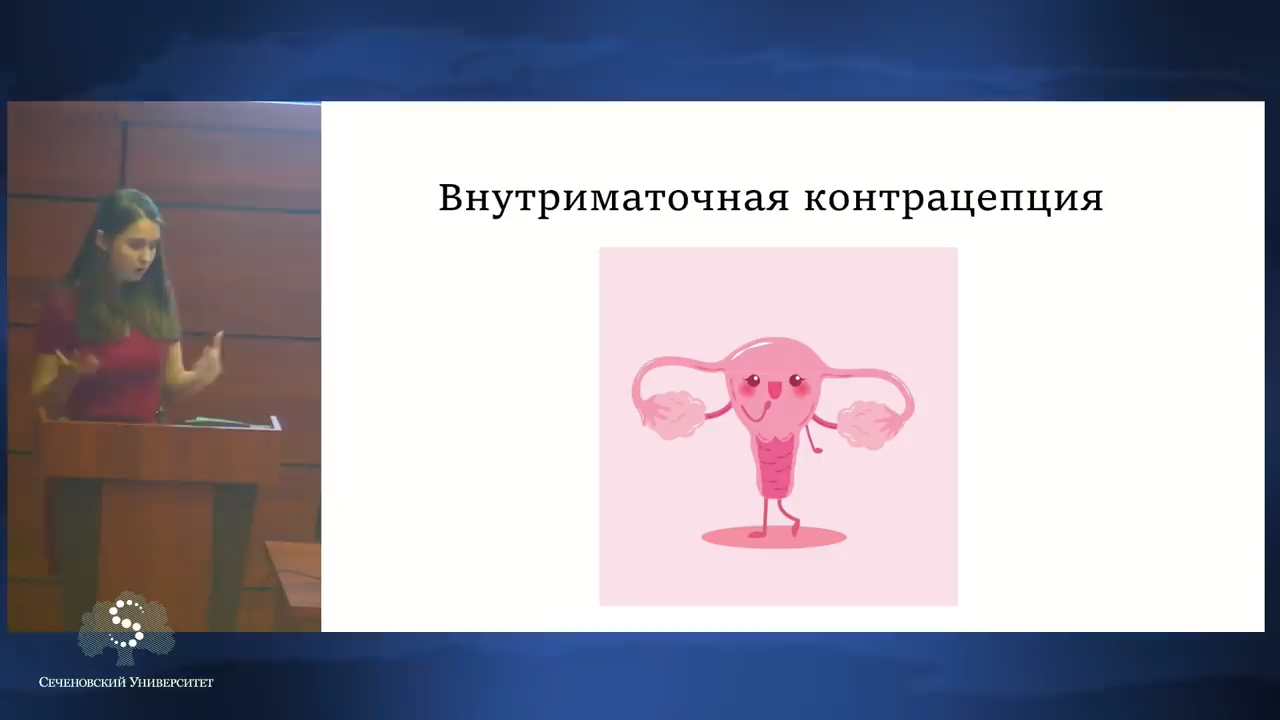 Внутриматочная контрацепция
Сеченовский Университет